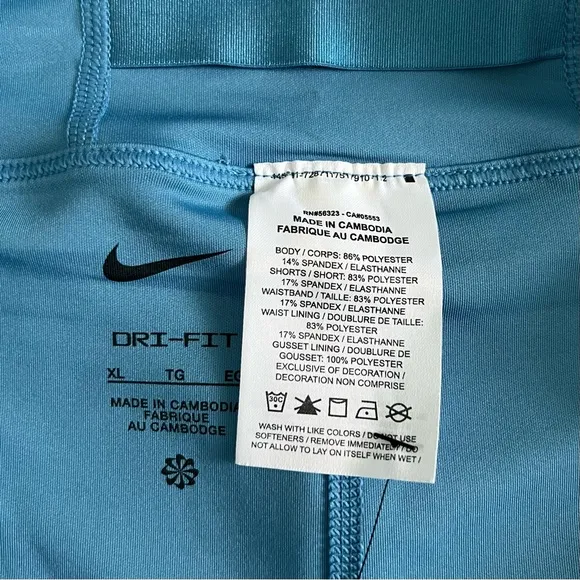 RN#56323 - CA#05553
MADE IN CAMBODIA
FABRIQUE AU CAMBODGE
BODY / CORPS: 86% POLYESTER
14% SPANDEX / ELASTHANNE
SHORTS / SHORT: 83% POLYESTER
17% SPANDEX / ELASTHANNE
WAISTBAND / TAILLE: 83% POLYESTER
17% SPANDEX / ELASTHANNE
WAIST LINING / DOUBLURE DE TAILLE:
83% POLYESTER
17% SPANDEX / ELASTHANNE
GUSSET LINING / DOUBLURE DE
GOUSSET: 100% POLYESTER
EXCLUSIVE OF DECORATION /
DECORATION NON COMPRISE
30C
WASH WITH LIKE COLORS / DO NOT USE
SOFTENERS / REMOVE IMMEDIATELY / DO
NOT ALLOW TO LAY ON ITSELF WHEN WET /
DRI-FIT
XL TG
MADE IN CAMBODIA
FABRIQUE
AU CAMBODGE